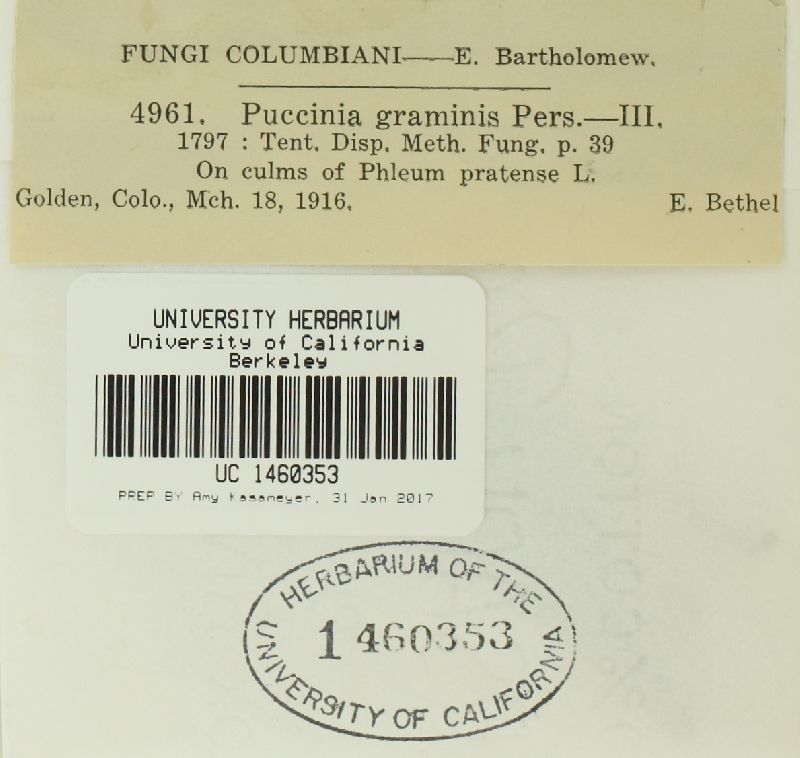 FUNGI COLUMBIANI——E. Bartholomew.
4961. Puccinia graminis Pers.—III.
1797 : Tent. Disp. Meth. Fung. p. 39
On culms of Phleum pratense L.
Golden, Colo., Mch. 18, 1916. E. Bethel
UNIVERSITY HERBARIUM
University of California
Berkeley
UC 1460353
PREP BY Amy Kasameyer, 31 Jan 2017
HERBARIUM OF THE
1460353
UNIVERSITY OF CALIFORNIA